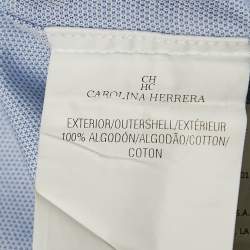 CH
HC
CAROLINA HERRERA
EXTERIOR/OUTERSHELL/EXTÉRIEUR
100% ALGODÓN/ALGODÃO/COTTON/
COTON